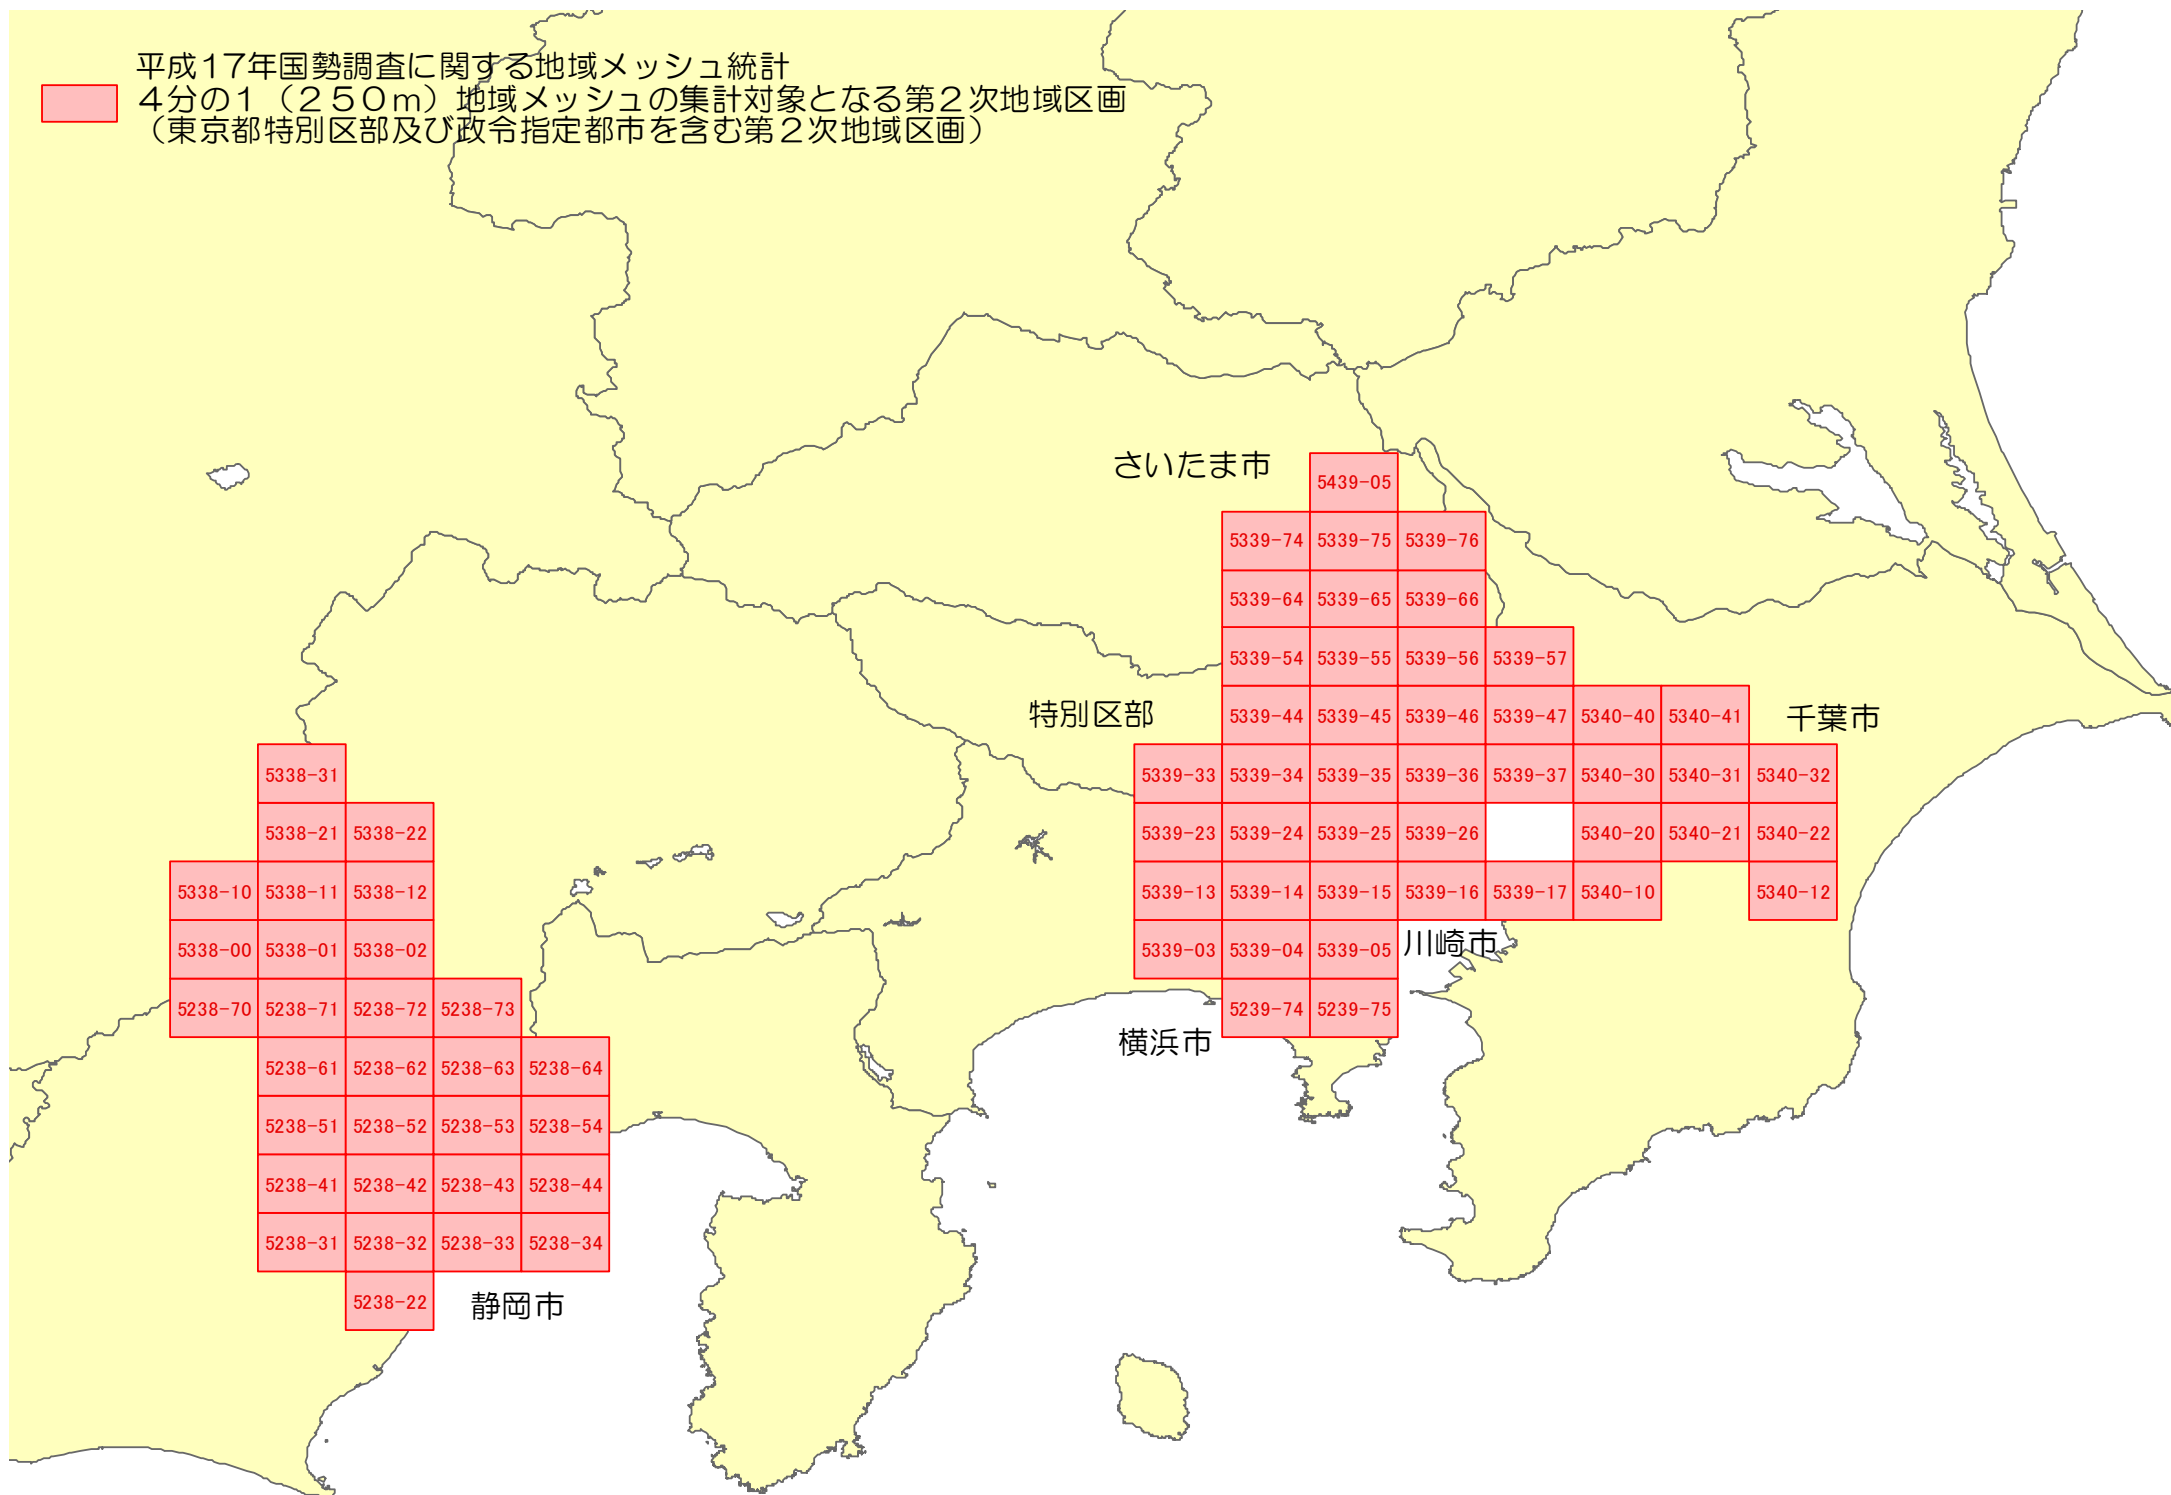 平成17年国勢調査に関する地域メッシュ統計
4分の1（250m）地域メッシュの集計対象となる第2次地域区画
（東京都特別区部及び政令指定都市を含む第2次地域区画）
さいたま市
5439-05
5339-74 5339-75 5339-76
5339-64 5339-65 5339-66
5339-54 5339-55 5339-56 5339-57
特別区部 5339-44 5339-45 5339-46 5339-47 5340-40 5340-41 千葉市
5338-31 5339-33 5339-34 5339-35 5339-36 5339-37 5340-30 5340-31 5340-32
5338-21 5338-22 5339-23 5339-24 5339-25 5339-26 5340-20 5340-21 5340-22
5338-10 5338-11 5338-12 5339-13 5339-14 5339-15 5339-16 5339-17 5340-10 5340-12
5338-00 5338-01 5338-02 5339-03 5339-04 5339-05 川崎市
5238-70 5238-71 5238-72 5238-73 5239-74 5239-75
横浜市
5238-61 5238-62 5238-63 5238-64
5238-51 5238-52 5238-53 5238-54
5238-41 5238-42 5238-43 5238-44
5238-31 5238-32 5238-33 5238-34
5238-22 静岡市